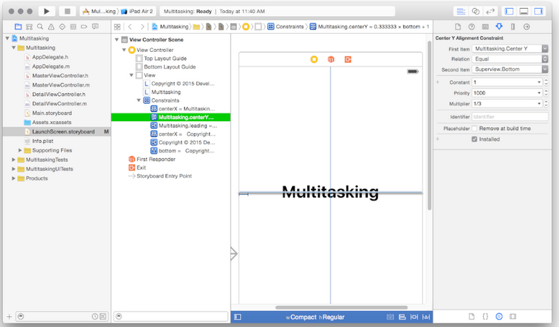 Mul...king
iPad Air 2
Multitasking: Ready | Today at 11:40 AM
Multitasking
Multitasking
AppDelegate.h
AppDelegate.m
MasterViewController.h
MasterViewController.m
DetailViewController.h
DetailViewController.m
Main.storyboard
Assets.xcassets
LaunchScreen.storyboard M
Info.plist
Supporting Files
MultitaskingTests
MultitaskingUITests
Products
Constraints
Multitasking.centerY = 0.333333 × bottom + 1
View Controller Scene
View Controller
Top Layout Guide
Bottom Layout Guide
View
L Copyright © 2015 Devel...
L Multitasking
Constraints
centerX = Multitaskin...
Multitasking.centerY...
Multitasking.leading =...
centerX = Copyright...
Copyright © 2015 De...
bottom = Copyright...
First Responder
Exit
Storyboard Entry Point
Multitasking
wCompact hRegular
Center Y Alignment Constraint
First Item Multitasking.Center Y
Relation Equal
Second Item Superview.Bottom
+ Constant 1
Priority 1000
Multiplier 1/3
Identifier Identifier
Placeholder Remove at build time
+ Installed